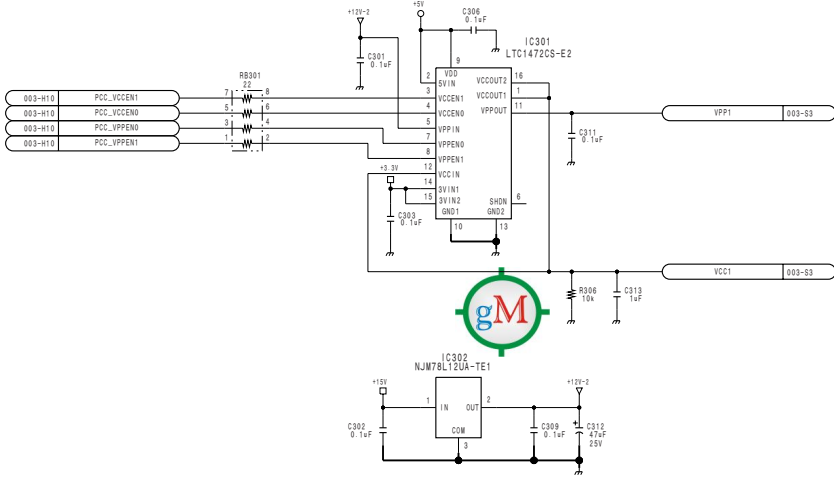 +12V-2
+5V
C306
0.1uF
IC301
LTC1472CS-E2
C301
0.1uF
RB301
22
9
VDD
2
5VIN
VCCOUT2
16
003-H10
PCC_VCCEN1
7
8
3
VCCEN1
VCCOUT1
1
003-H10
PCC_VCCEN0
5
6
4
VCCEN0
VPPOUT
11
VPP1
003-S3
003-H10
PCC_VPPEN0
3
4
5
VPPIN
003-H10
PCC_VPPEN1
1
2
7
VPPEN0
C311
0.1uF
8
VPPEN1
12
VCCIN
+3.3V
14
3VIN1
15
3VIN2
SHDN
6
GND1
GND2
C303
0.1uF
10
13
VCC1
003-S3
R306
10k
C313
1uF
gM
IC302
NJM78L12UA-TE1
+15V
+12V-2
1
IN
OUT
2
COM
3
C302
0.1uF
C309
0.1uF
+
C312
47uF
25V